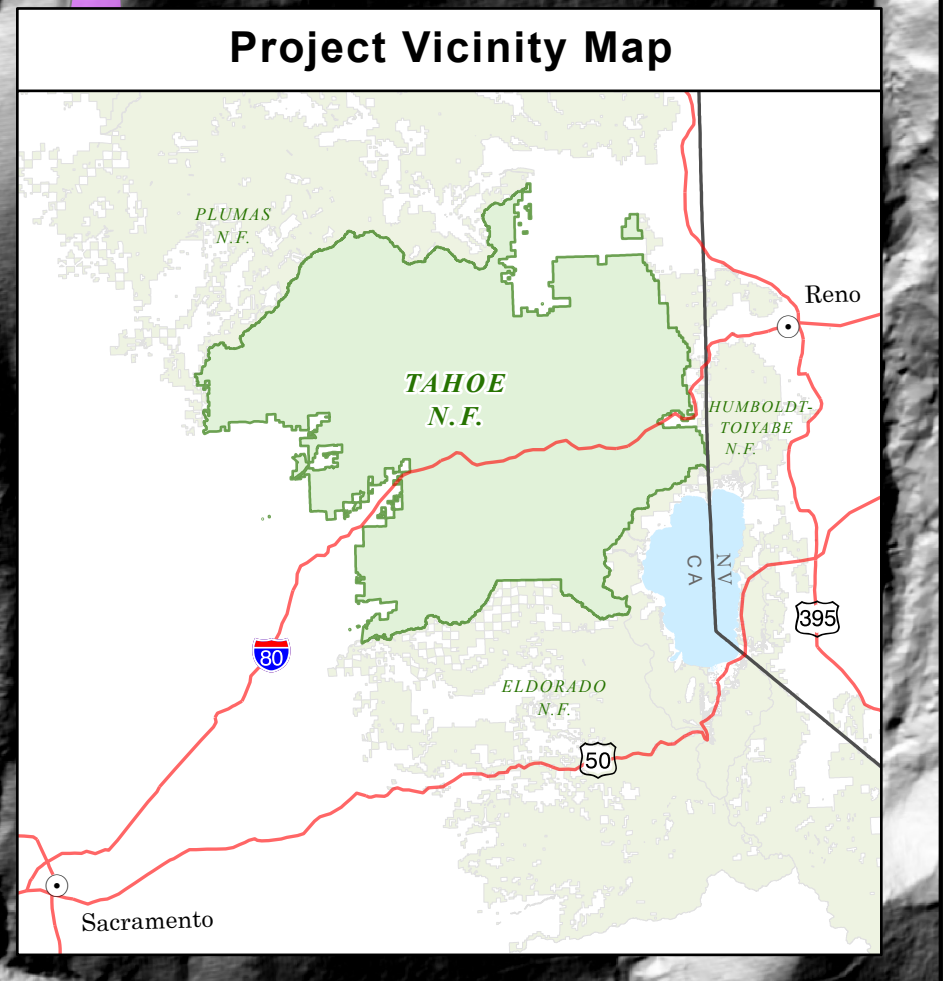 Project Vicinity Map
PLUMAS
N.F.
Reno
TAHOE
N.F.
HUMBOLDT-
TOIYABE
N.F.
NV
CA
395
80
ELDORADO
N.F.
50
Sacramento